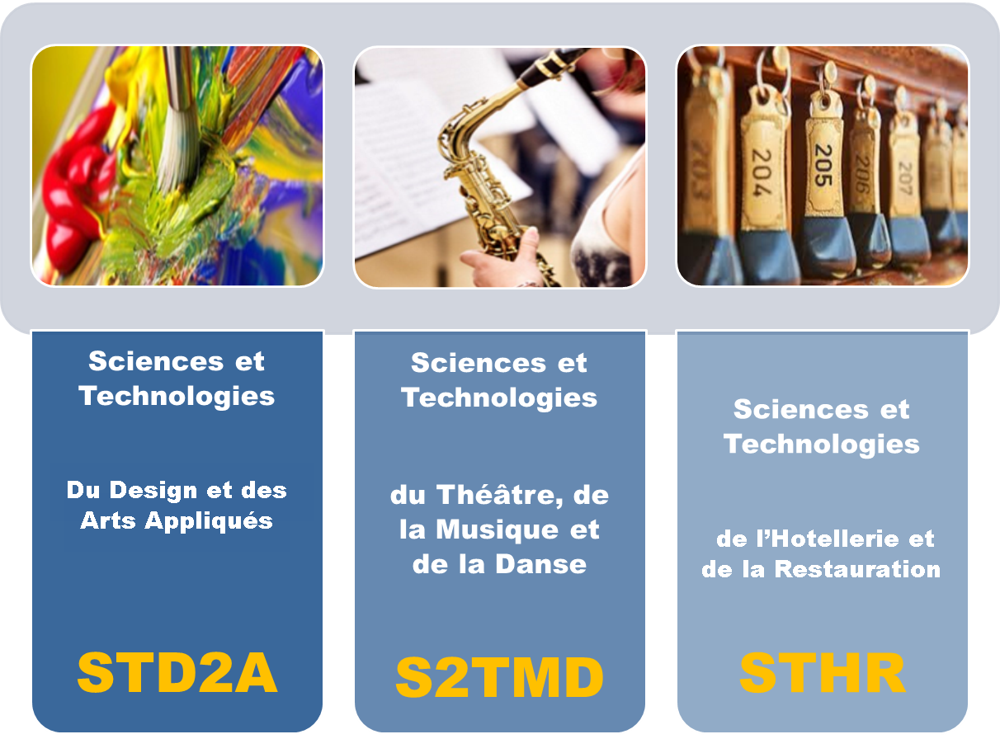 203
204
205
206
207
Sciences et
Technologies
Du Design et des
Arts Appliqués
STD2A
Sciences et
Technologies
du Théâtre, de
la Musique et
de la Danse
S2TMD
Sciences et
Technologies
de l’Hotellerie et
de la Restauration
STHR